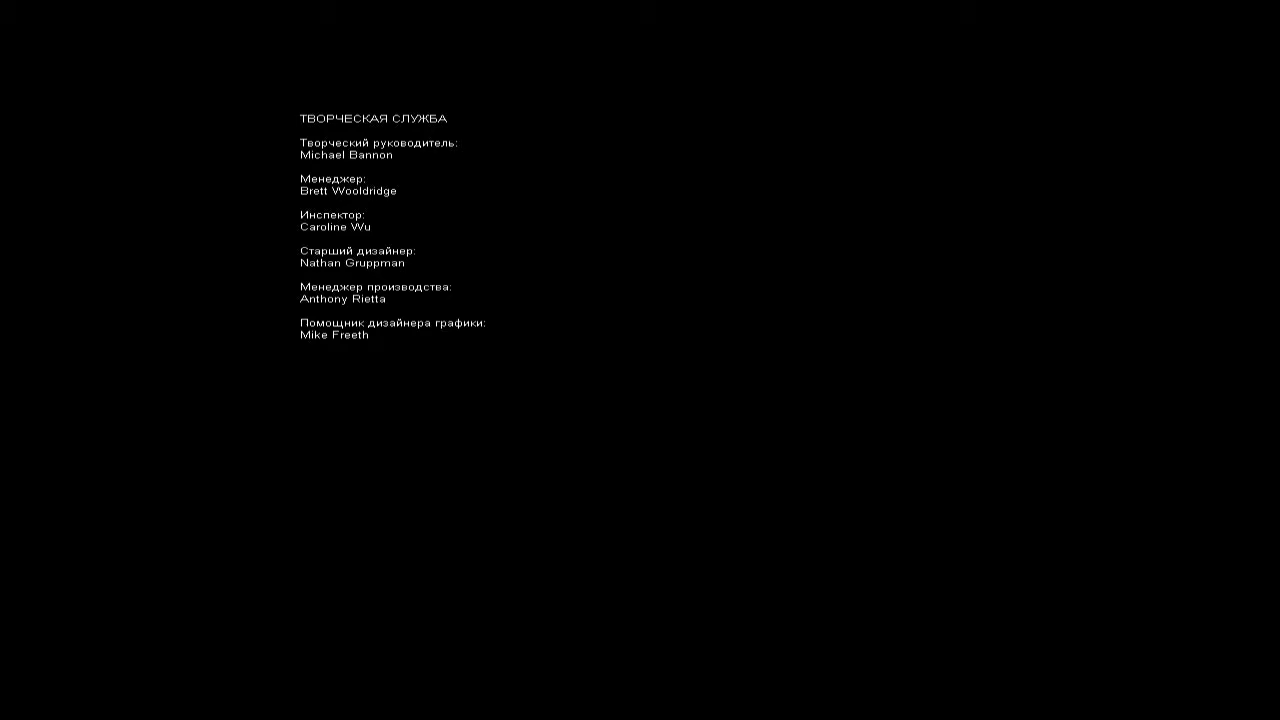 ТВОРЧЕСКАЯ СЛУЖБА
Творческий руководитель:
Michael Bannon
Менеджер:
Brett Wooldridge
Инспектор:
Caroline Wu
Старший дизайнер:
Nathan Gruppman
Менеджер производства:
Anthony Rietta
Помощник дизайнера графики:
Mike Freeth